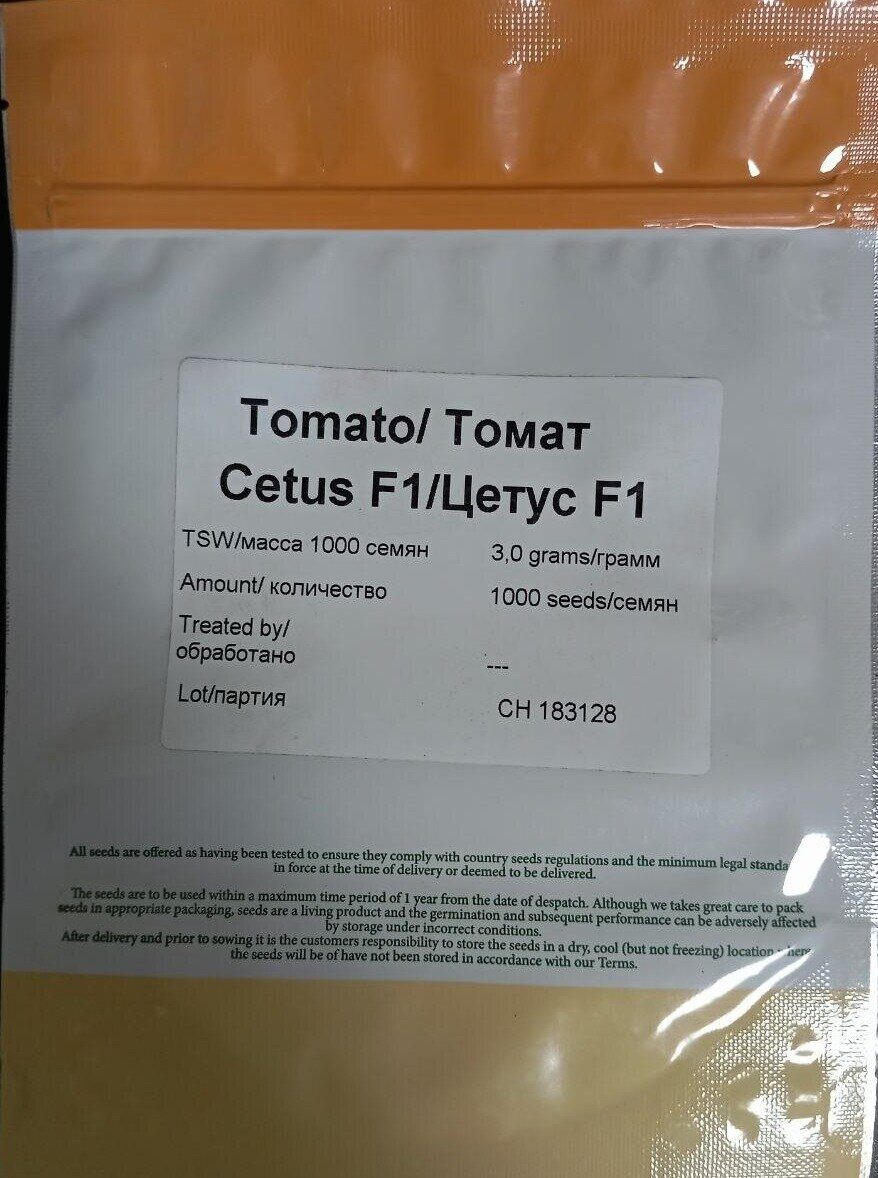 Tomato/ Томат
Cetus F1/Цетус F1
TSW/масса 1000 семян 3,0 grams/грамм
Amount/ количество 1000 seeds/семян
Treated by/
обработано ---
Lot/партия CH 183128
All seeds are offered as having been tested to ensure they comply with country seeds regulations and the minimum legal standa
in force at the time of delivery or deemed to be delivered.
The seeds are to be used within a maximum time period of 1 year from the date of despatch. Although we takes great care to pack
seeds in appropriate packaging, seeds are a living product and the germination and subsequent performance can be adversely affected
by storage under incorrect conditions.
After delivery and prior to sowing it is the customers responsibility to store the seeds in a dry, cool (but not freezing) location
the seeds will be of have not been stored in accordance with our Terms.